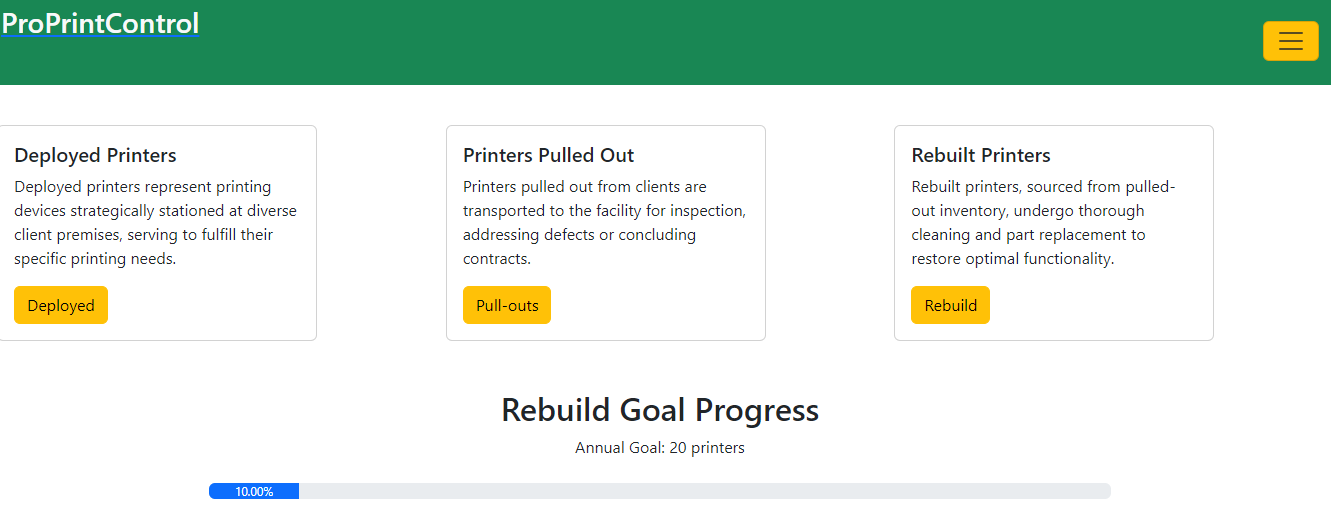 ProPrintControl
Deployed Printers
Deployed printers represent printing
devices strategically stationed at diverse
client premises, serving to fulfill their
specific printing needs.
Deployed
Printers Pulled Out
Printers pulled out from clients are
transported to the facility for inspection,
addressing defects or concluding
contracts.
Pull-outs
Rebuilt Printers
Rebuilt printers, sourced from pulled-
out inventory, undergo thorough
cleaning and part replacement to
restore optimal functionality.
Rebuild
Rebuild Goal Progress
Annual Goal: 20 printers
10.00%